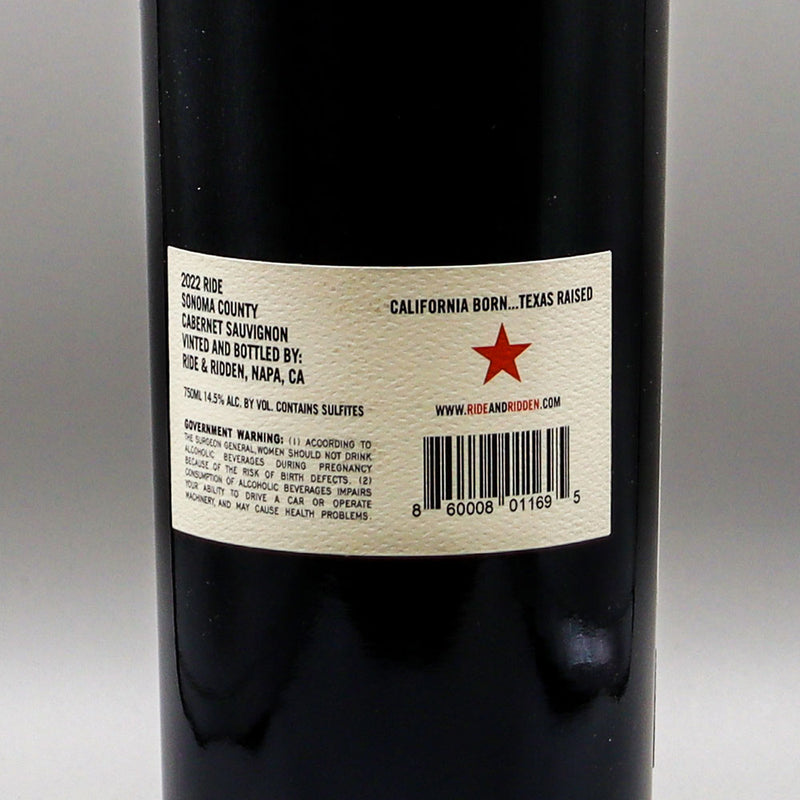 2022 RIDE
SONOMA COUNTY
CABERNET SAUVIGNON
VINTED AND BOTTLED BY:
RIDE & RIDDEN, NAPA, CA
750ML 14.5% ALC. BY VOL. CONTAINS SULFITES
GOVERNMENT WARNING: (1) ACCORDING TO
THE SURGEON GENERAL,WOMEN SHOULD NOT DRINK
ALCOHOLIC BEVERAGES DURING PREGNANCY
BECAUSE OF THE RISK OF BIRTH DEFECTS. (2)
CONSUMPTION OF ALCOHOLIC BEVERAGES IMPAIRS
YOUR ABILITY TO DRIVE A CAR OR OPERATE
MACHINERY, AND MAY CAUSE HEALTH PROBLEMS.
CALIFORNIA BORN...TEXAS RAISED
WWW.RIDEANDRIDDEN.COM
8 60008 01169 5